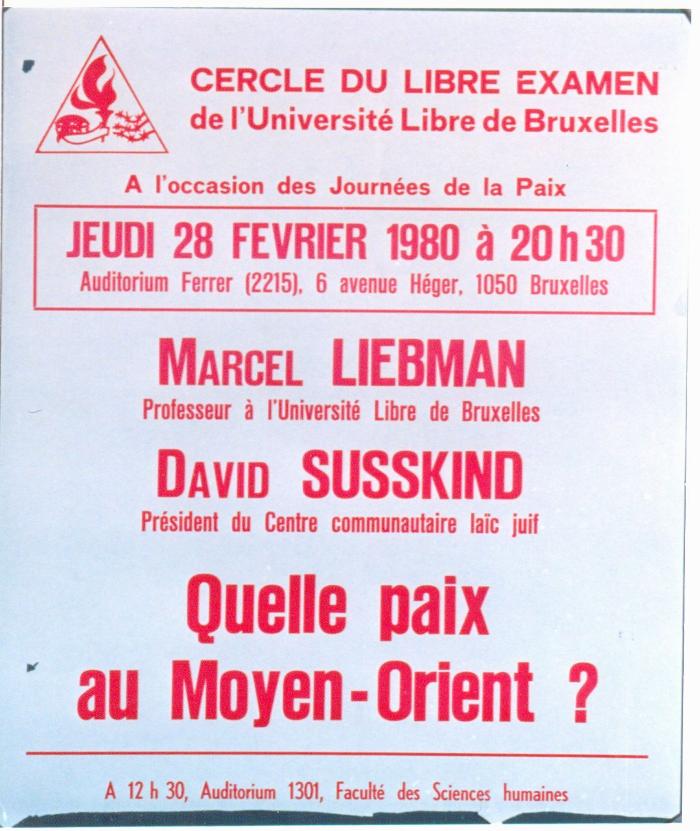 CERCLE DU LIBRE EXAMEN
de l'Université Libre de Bruxelles
A l'occasion des Journées de la Paix
JEUDI 28 FEVRIER 1980 à 20h30
Auditorium Ferrer (2215), 6 avenue Héger, 1050 Bruxelles
MARCEL LIEBMAN
Professeur à l'Université Libre de Bruxelles
DAVID SUSSKIND
Président du Centre communautaire laïc juif
Quelle paix
au Moyen-Orient ?
A 12 h 30, Auditorium 1301, Faculté des Sciences humaines